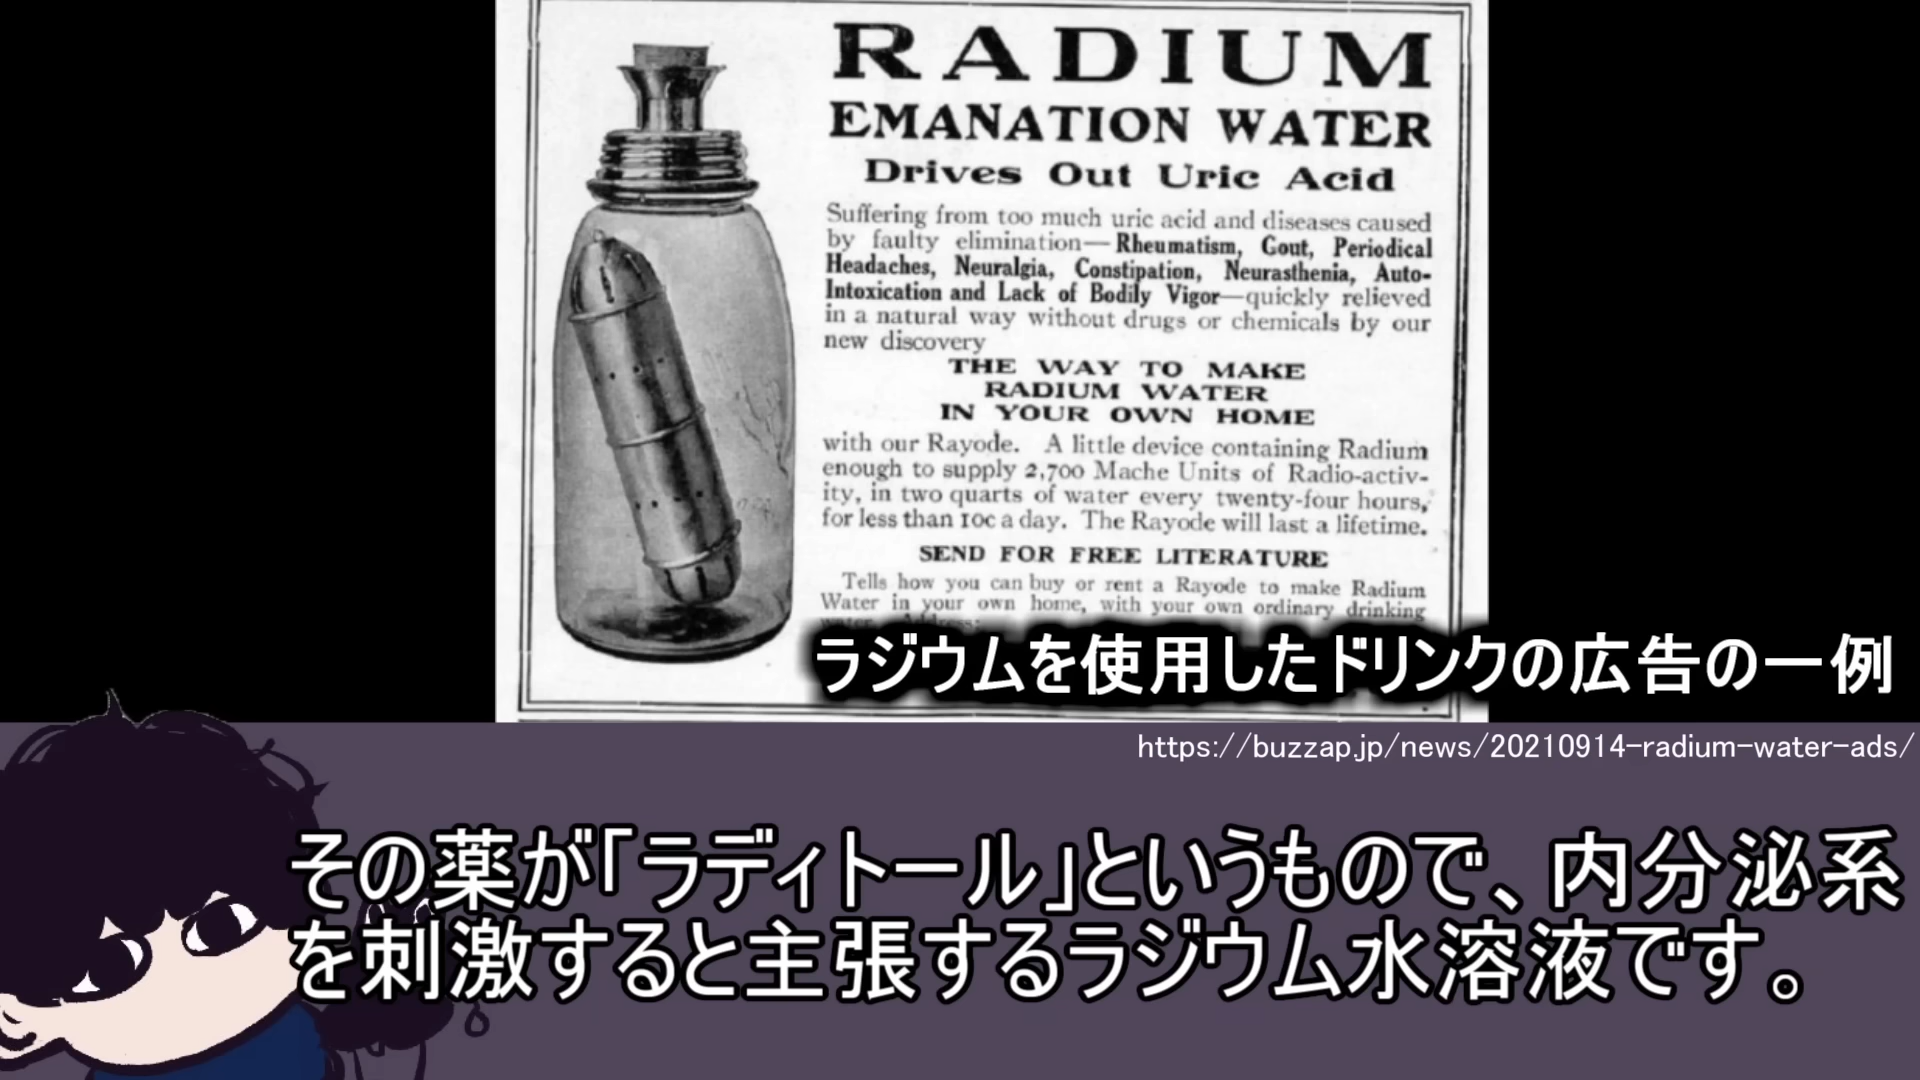 RADIUM
EMANATION WATER
Drives Out Uric Acid
Suffering from too much uric acid and diseases caused
by faulty elimination—Rheumatism, Gout, Periodical
Headaches, Neuralgia, Constipation, Neurasthenia, Auto-
Intoxication and Lack of Bodily Vigor—quickly relieved
in a natural way without drugs or chemicals by our
new discovery
THE WAY TO MAKE
RADIUM WATER
IN YOUR OWN HOME
with our Rayode. A little device containing Radium
enough to supply 2,700 Mache Units of Radio-activ-
ity, in two quarts of water every twenty-four hours,
for less than 10c a day. The Rayode will last a lifetime.
SEND FOR FREE LITERATURE
Tells how you can buy or rent a Rayode to make Radium
Water in your own home, with your own ordinary drinking
water. Address:
ラジウムを使用したドリンクの広告の一例
https://buzzap.jp/news/20210914-radium-water-ads/
その薬が「ラディトール」というもので、内分泌系
を刺激すると主張するラジウム水溶液です。